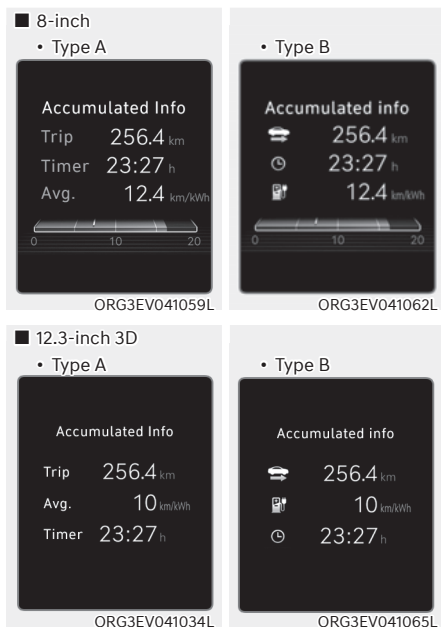 ■ 8-inch
• Type A
Accumulated Info
Trip 256.4 km
Timer 23:27 h
Avg. 12.4 km/kWh
0 10 20
ORG3EV041059L
• Type B
Accumulated info
256.4 km
23:27 h
12.4 km/kWh
0 10 20
ORG3EV041062L
■ 12.3-inch 3D
• Type A
Accumulated Info
Trip 256.4 km
Avg. 10 km/kWh
Timer 23:27 h
ORG3EV041034L
• Type B
Accumulated info
256.4 km
10 km/kWh
23:27 h
ORG3EV041065L